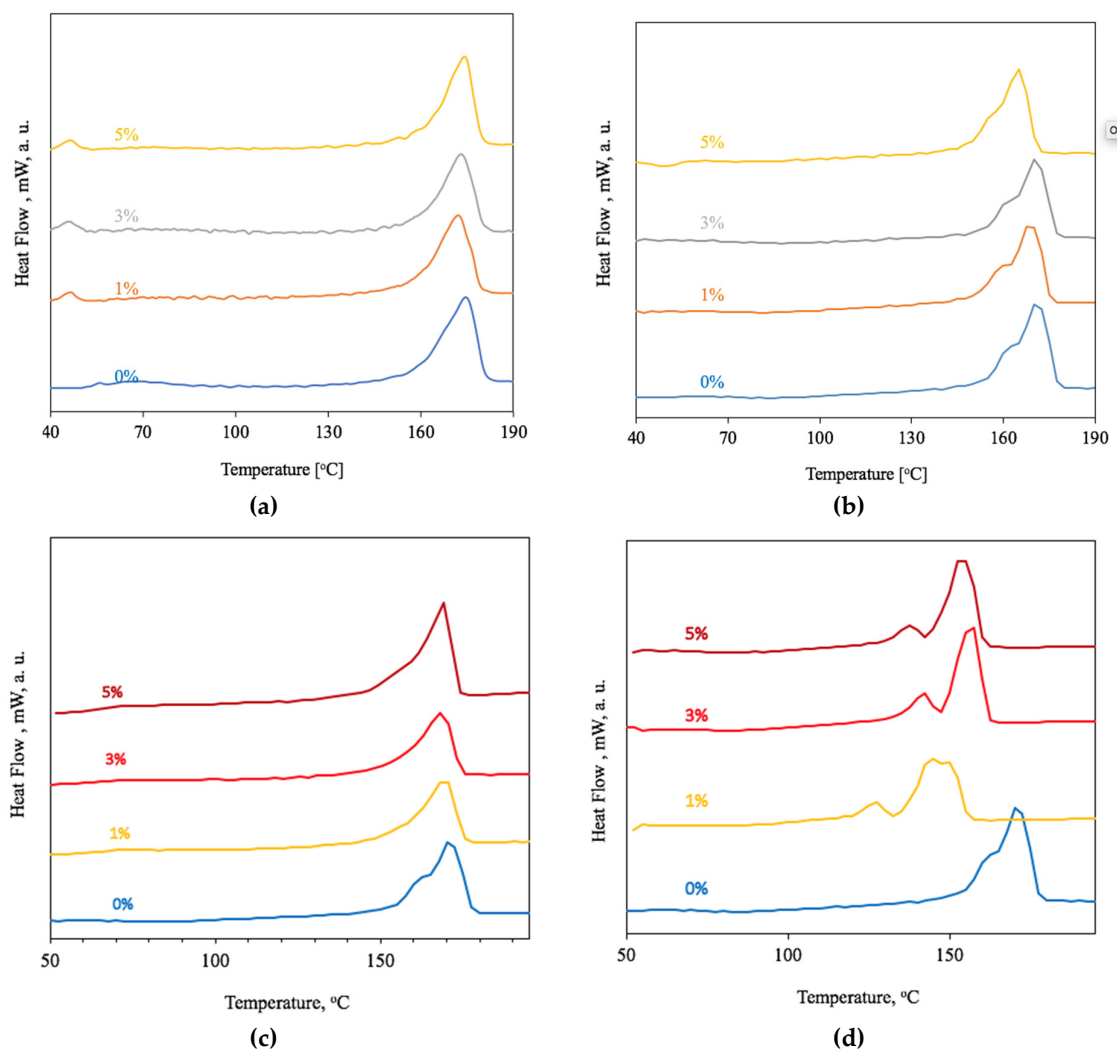 Heat Flow , mW, a. u.
5%
3%
1%
0%
40 70 100 130 160 190
Temperature [°C]
(a)
Heat Flow , mW, a. u.
5%
3%
1%
0%
40 70 100 130 160 190
Temperature [°C]
(b)
o
Heat Flow , mW, a. u.
5%
3%
1%
0%
50 100 150
Temperature, °C
(c)
Heat Flow , mW, a. u.
5%
3%
1%
0%
50 100 150
Temperature, °C
(d)